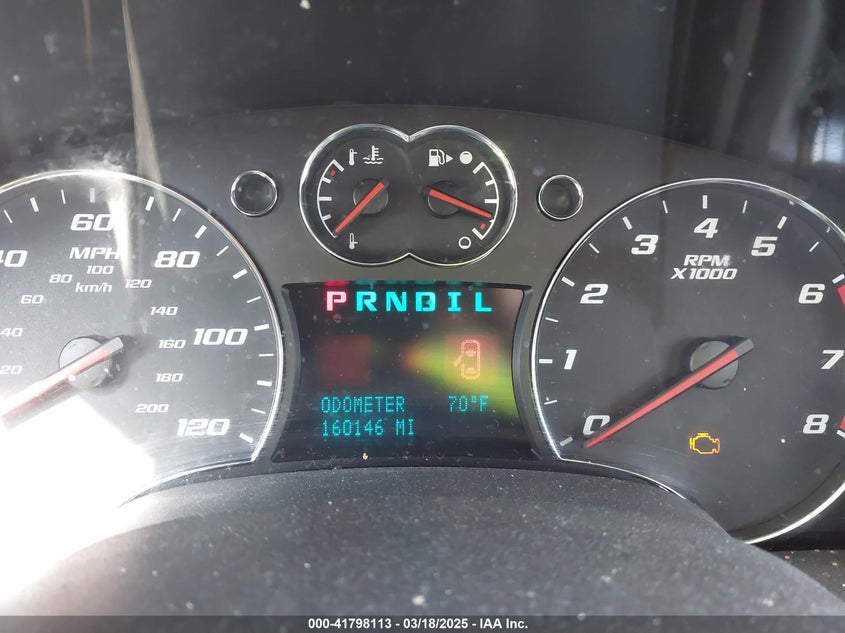 40 60 80 100 120
MPH
20 40 60 80 100 120 140 160 180 200
km/h
PRNDIL
ODOMETER 70°F
160146 MI
0 1 2 3 4 5 6 7 8
RPM
X1000
000-41798113 - 03/18/2025 - IAA Inc.